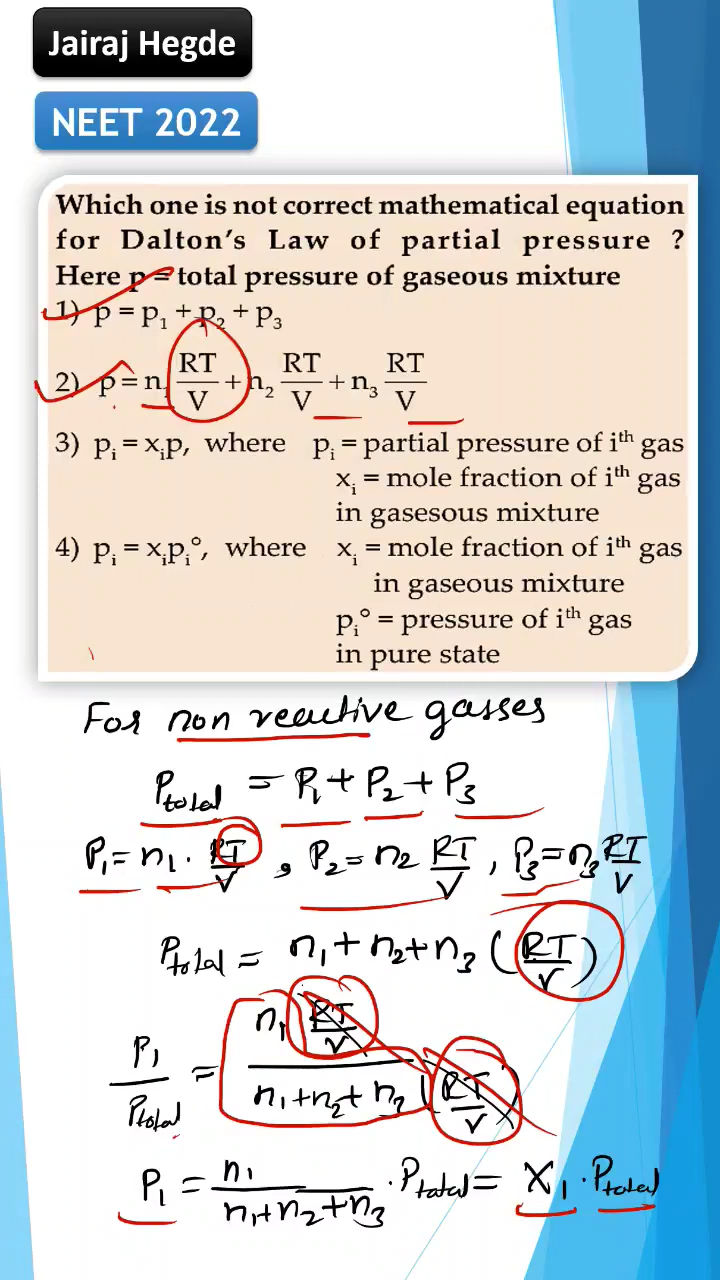 Jairaj Hegde
NEET 2022
Which one is not correct mathematical equation
for Dalton's Law of partial pressure ?
Here p = total pressure of gaseous mixture
1) p = p₁ + p₂ + p₃
2) p = n₁ RT/V + n₂ RT/V + n₃ RT/V
3) pᵢ = xᵢp, where pᵢ = partial pressure of iᵗʰ gas
xᵢ = mole fraction of iᵗʰ gas
in gasesous mixture
4) pᵢ = xᵢpᵢ°, where xᵢ = mole fraction of iᵗʰ gas
in gaseous mixture
pᵢ° = pressure of iᵗʰ gas
in pure state
For non reactive gasses
Ptotal = P₁ + P₂ + P₃
P₁ = n₁ · RT/V , P₂ = n₂ RT/V , P₃ = n₃ RT/V
Ptotal = n₁ + n₂ + n₃ (RT/V)
P₁/Ptotal = n₁ RT/V / n₁ + n₂ + n₃ (RT/V)
P₁ = n₁ / n₁ + n₂ + n₃ · Ptotal = X₁ · Ptotal